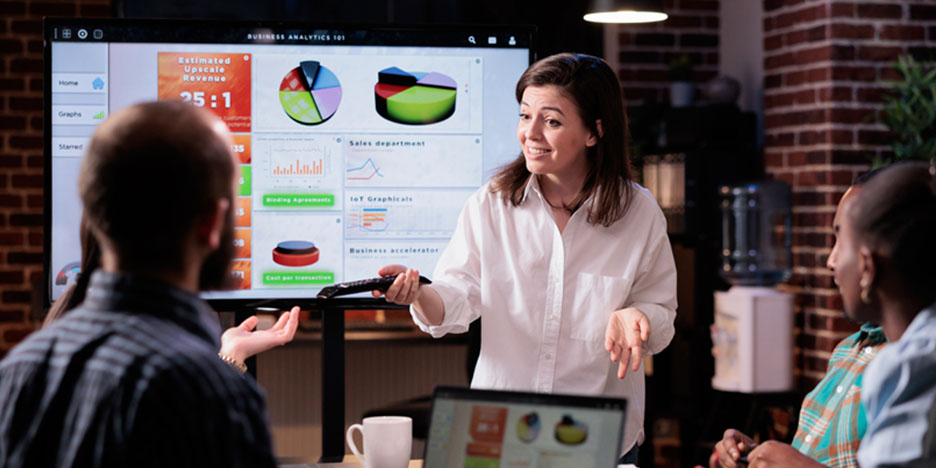 BUSINESS ANALYTICS 101
Home
Graphs
Starred
Estimated
Upscale
Revenue
25 : 1
Sales department
Binding Agreements
IoT Graphicals
Business accelerator
Cost per transaction